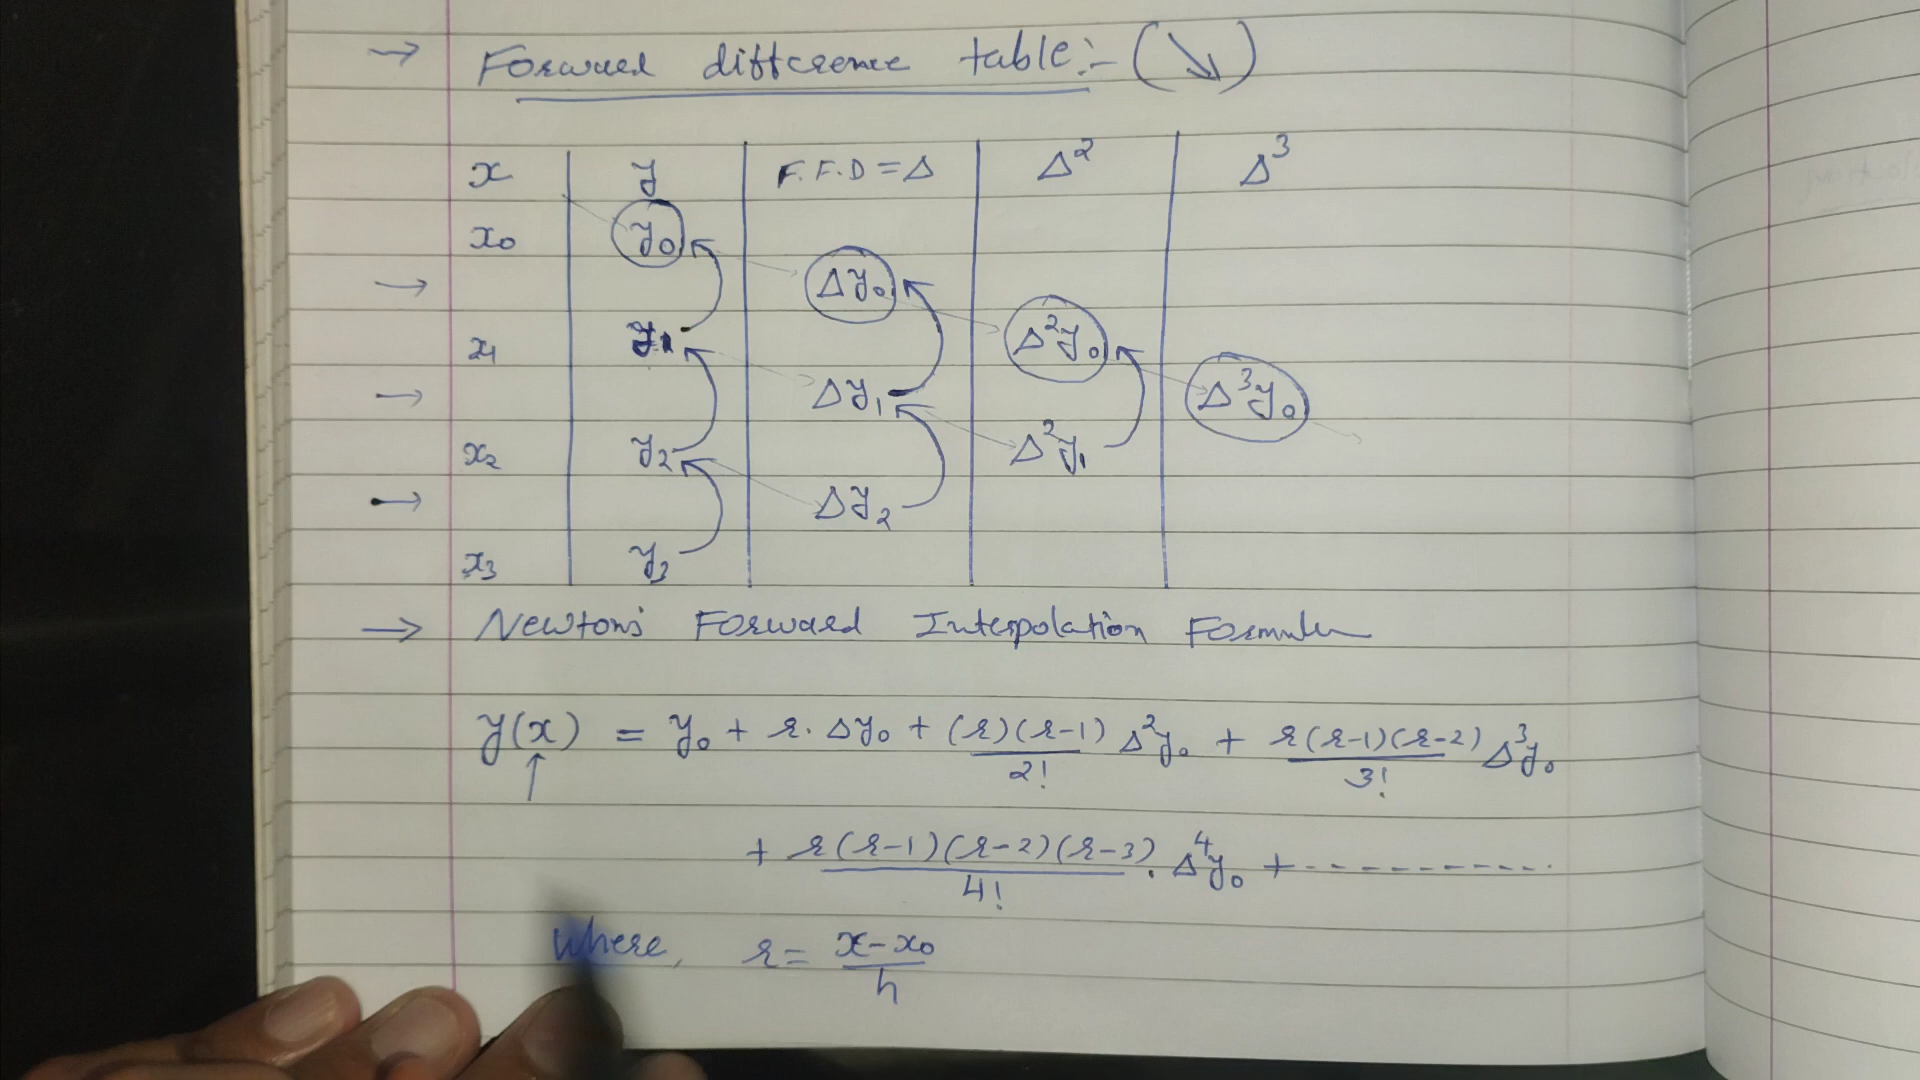 → Forward difference table:- (↘)
x y F.F.D = Δ Δ² Δ³
x₀ y₀
→ Δy₀
x₁ y₁ Δ²y₀
→ Δy₁ Δ³y₀
x₂ y₂ Δ²y₁
→ Δy₂
x₃ y₃
→ Newton's Forward Interpolation Formula
y(x) = y₀ + r. Δy₀ + (r)(r-1)/2! Δ²y₀ + r(r-1)(r-2)/3! Δ³y₀
↑
+ r(r-1)(r-2)(r-3)/4! . Δ⁴y₀ + ----------.
where, r = x-x₀/h